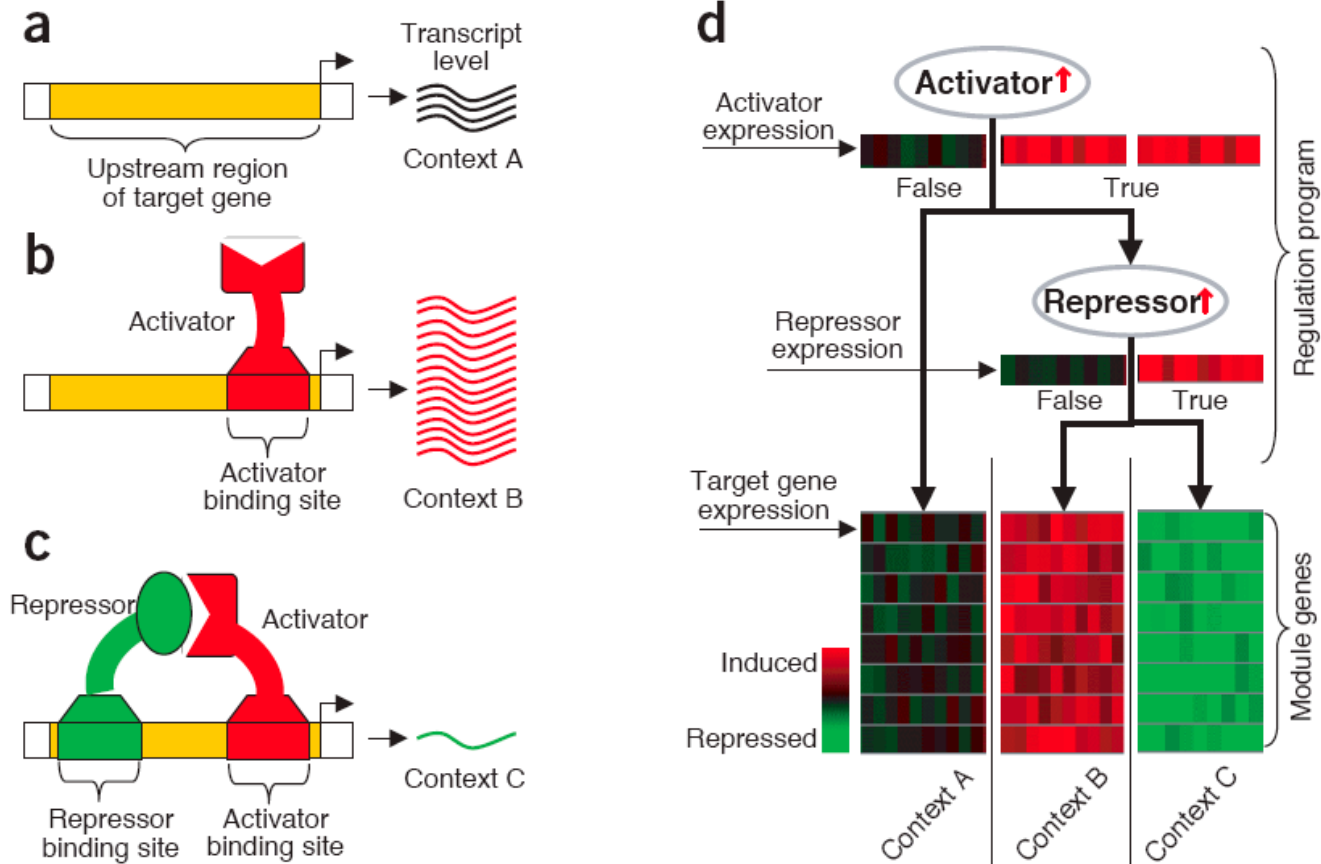 a
Transcript
level
Upstream region
of target gene
Context A
b
Activator
Activator
binding site
Context B
c
Repressor
Activator
Context C
Repressor
binding site
Activator
binding site
d
Activator
Activator
expression
False
True
Repressor
Repressor
expression
False
True
Regulation program
Target gene
expression
Induced
Repressed
Module genes
Context A
Context B
Context C